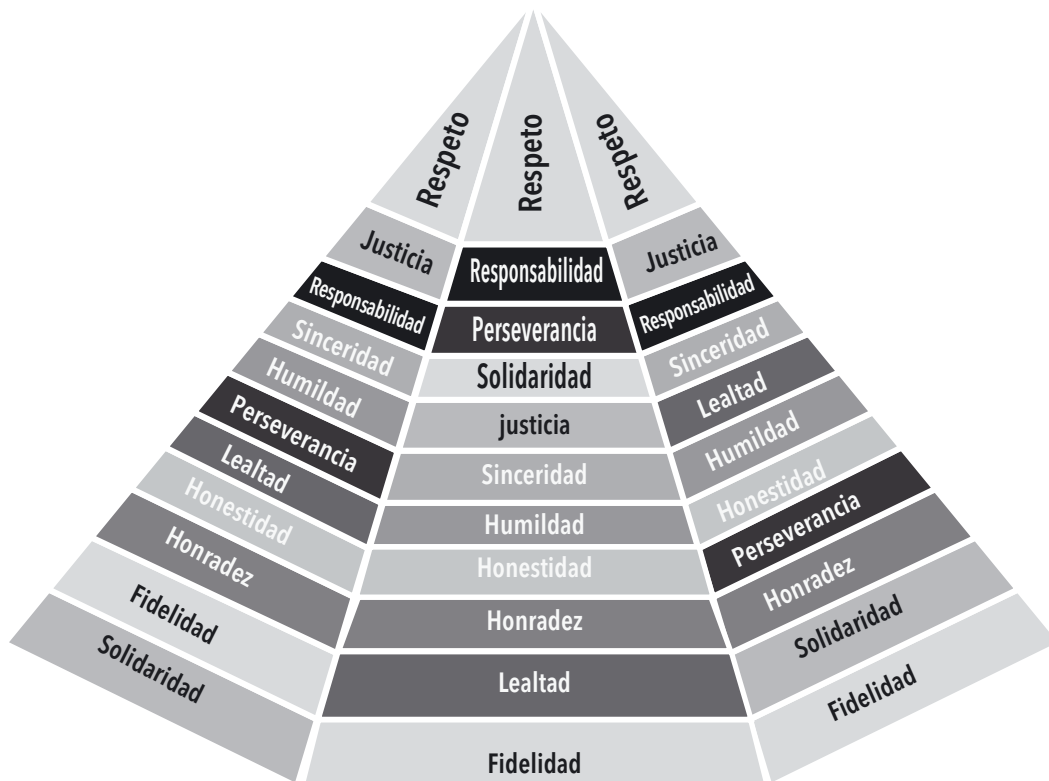 Respeto
Justicia
Responsabilidad
Sinceridad
Humildad
Perseverancia
Lealtad
Honestidad
Honradez
Fidelidad
Solidaridad
Respeto
Responsabilidad
Perseverancia
Solidaridad
justicia
Sinceridad
Humildad
Honestidad
Honradez
Lealtad
Fidelidad
Respeto
Justicia
Responsabilidad
Sinceridad
Lealtad
Humildad
Honestidad
Perseverancia
Honradez
Solidaridad
Fidelidad